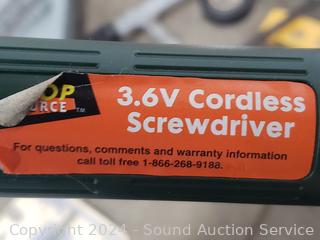 OP
URCE ™
3.6V Cordless
Screwdriver
For questions, comments and warranty information
call toll free 1-866-268-9188.
Copyright 2024 - Sound Auction Service